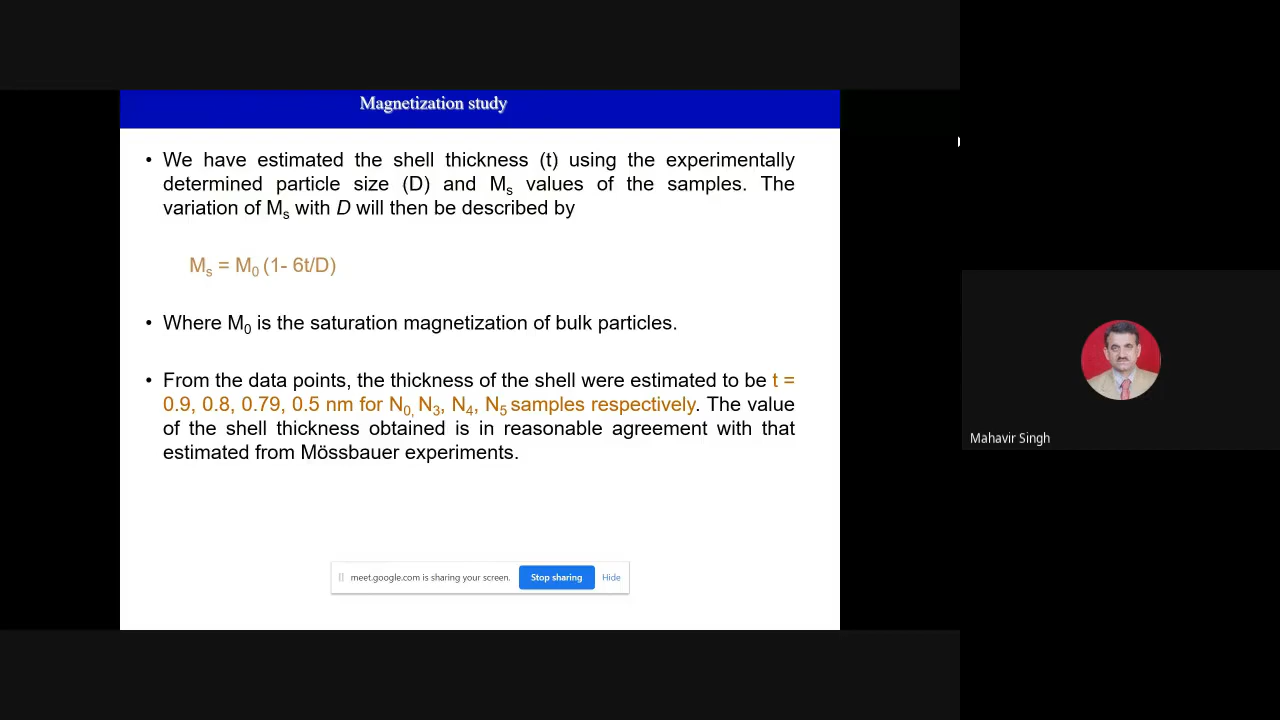 Magnetization study
• We have estimated the shell thickness (t) using the experimentally
determined particle size (D) and Ms values of the samples. The
variation of Ms with D will then be described by
Ms = M0 (1- 6t/D)
• Where M0 is the saturation magnetization of bulk particles.
• From the data points, the thickness of the shell were estimated to be t =
0.9, 0.8, 0.79, 0.5 nm for N0, N3, N4, N5 samples respectively. The value
of the shell thickness obtained is in reasonable agreement with that
estimated from Mössbauer experiments.
meet.google.com is sharing your screen. Stop sharing Hide
Mahavir Singh